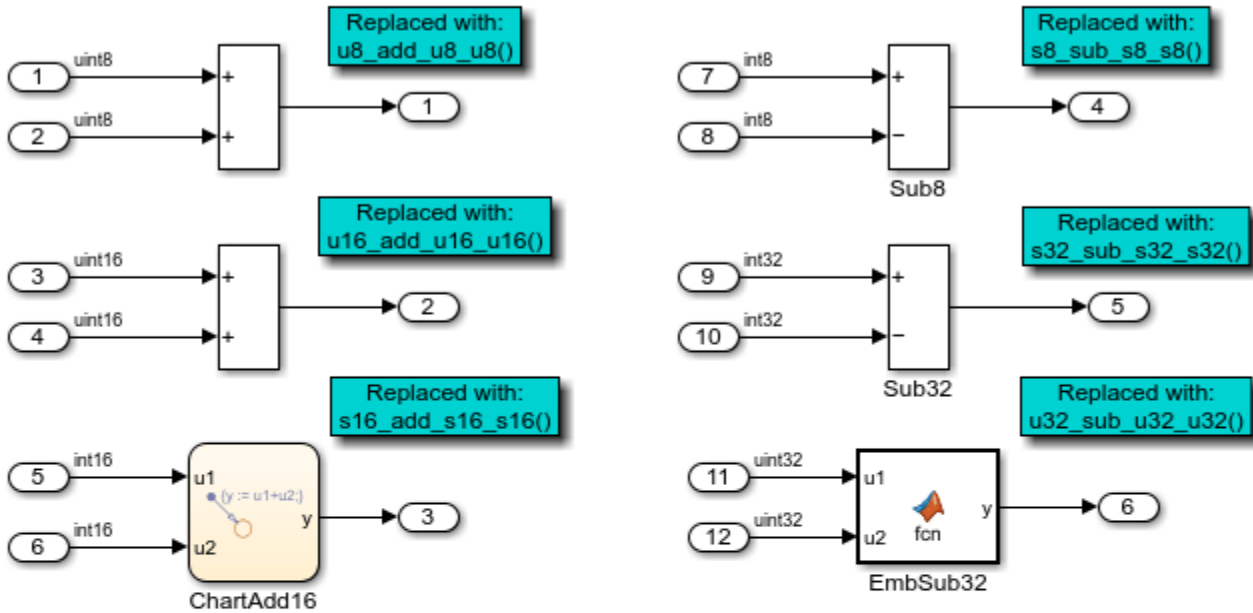 Replaced with:
u8_add_u8_u8()
uint8
1
+
2
uint8
+
1
Replaced with:
s8_sub_s8_s8()
int8
7
+
8
int8
−
4
Sub8
Replaced with:
u16_add_u16_u16()
uint16
3
+
4
uint16
+
2
Replaced with:
s32_sub_s32_s32()
int32
9
+
10
int32
−
5
Sub32
Replaced with:
s16_add_s16_s16()
int16
5
u1
{y := u1+u2;}
y
3
int16
6
u2
ChartAdd16
Replaced with:
u32_sub_u32_u32()
uint32
11
u1
y
6
uint32
12
u2
fcn
EmbSub32